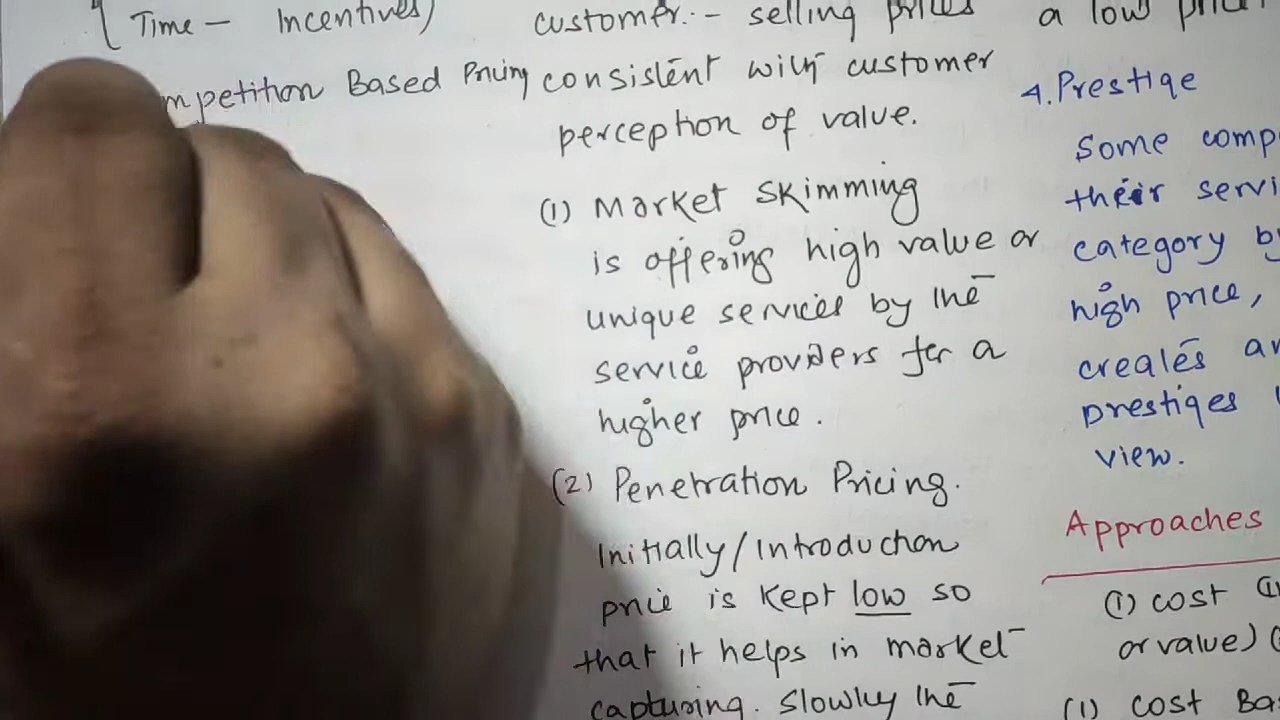 Time - Incentives)
mpetition Based Pricing
customer. - selling prices
consistent with customer
perception of value.
(1) Market Skimming
is offering high value or
unique services by the
service providers for a
higher price.
(2) Penetration Pricing.
Initially/Introduction
price is kept low so
that it helps in market
capturing. Slowly the
a low
4. Prestige
Some comp
their servi
category by
high price,
creates an
prestiges
view.
Approaches
(1) cost
or value)
(1) cost Ba